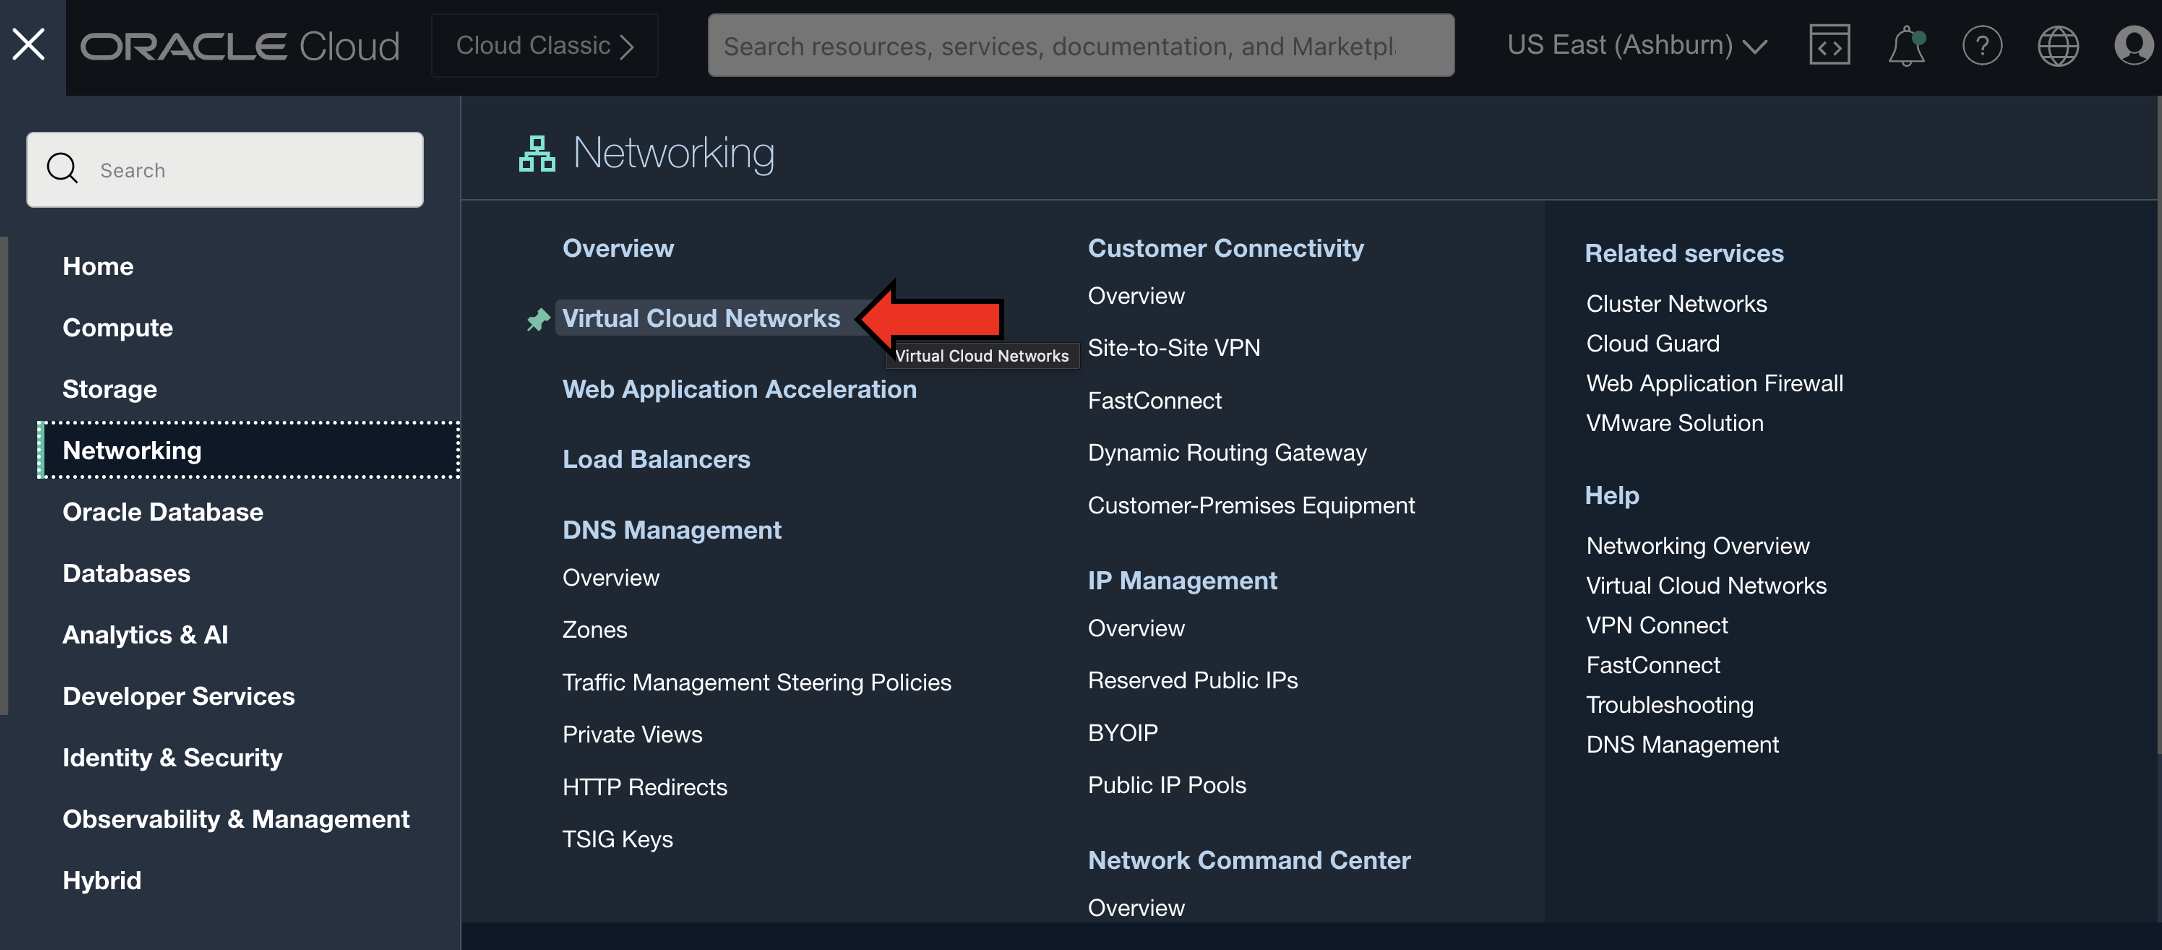 ORACLE Cloud
Cloud Classic
Search resources, services, documentation, and Marketpl
US East (Ashburn)
Search
Home
Compute
Storage
Networking
Oracle Database
Databases
Analytics & AI
Developer Services
Identity & Security
Observability & Management
Hybrid
Networking
Overview
Virtual Cloud Networks
Virtual Cloud Networks
Web Application Acceleration
Load Balancers
DNS Management
Overview
Zones
Traffic Management Steering Policies
Private Views
HTTP Redirects
TSIG Keys
Customer Connectivity
Overview
Site-to-Site VPN
FastConnect
Dynamic Routing Gateway
Customer-Premises Equipment
IP Management
Overview
Reserved Public IPs
BYOIP
Public IP Pools
Network Command Center
Overview
Related services
Cluster Networks
Cloud Guard
Web Application Firewall
VMware Solution
Help
Networking Overview
Virtual Cloud Networks
VPN Connect
FastConnect
Troubleshooting
DNS Management